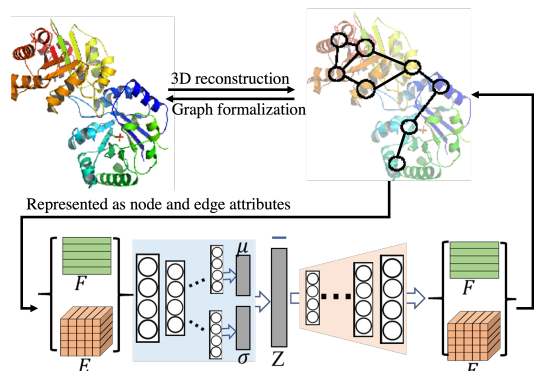 3D reconstruction
Graph formalization
Represented as node and edge attributes
F
E
μ
σ
Z
F